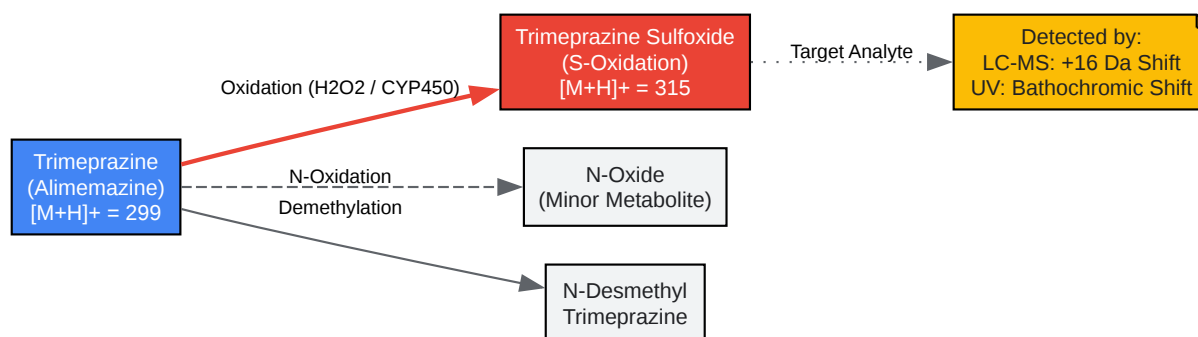 Trimeprazine Sulfoxide
(S-Oxidation)
[M+H]+ = 315
Target Analyte
Detected by:
LC-MS: +16 Da Shift
UV: Bathochromic Shift
Oxidation (H2O2 / CYP450)
Trimeprazine
(Alimemazine)
[M+H]+ = 299
N-Oxidation
Demethylation
N-Oxide
(Minor Metabolite)
N-Desmethyl
Trimeprazine